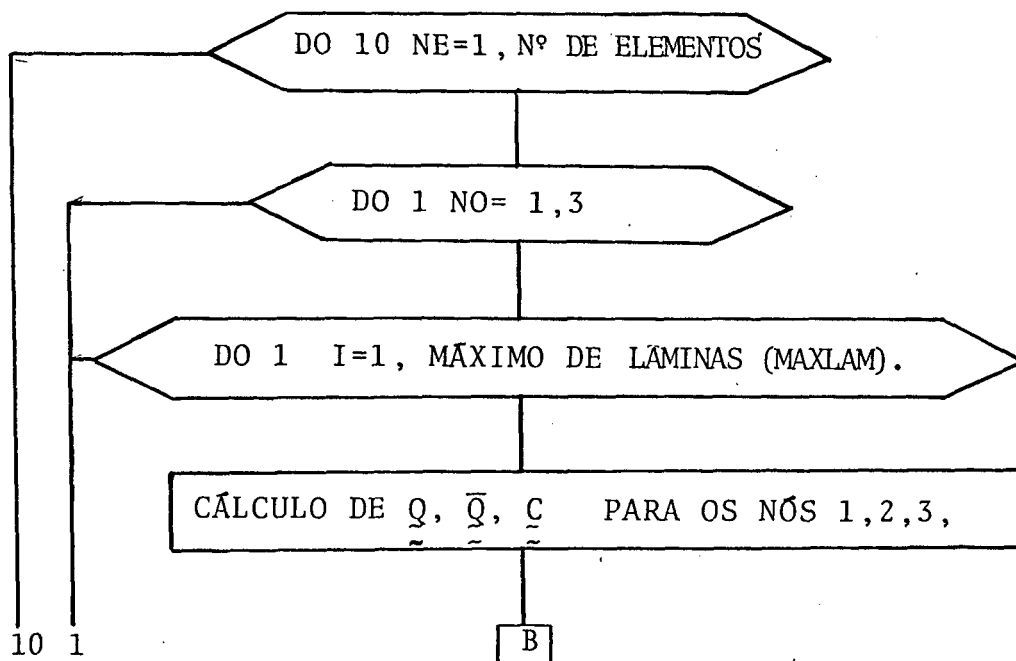 DO 10 NE=1, Nº DE ELEMENTOS
DO 1 NO= 1,3
DO 1 I=1, MÁXIMO DE LÂMINAS (MAXLAM).
CÁLCULO DE Q, Q̅, C PARA OS NÓS 1,2,3,
10 1 B